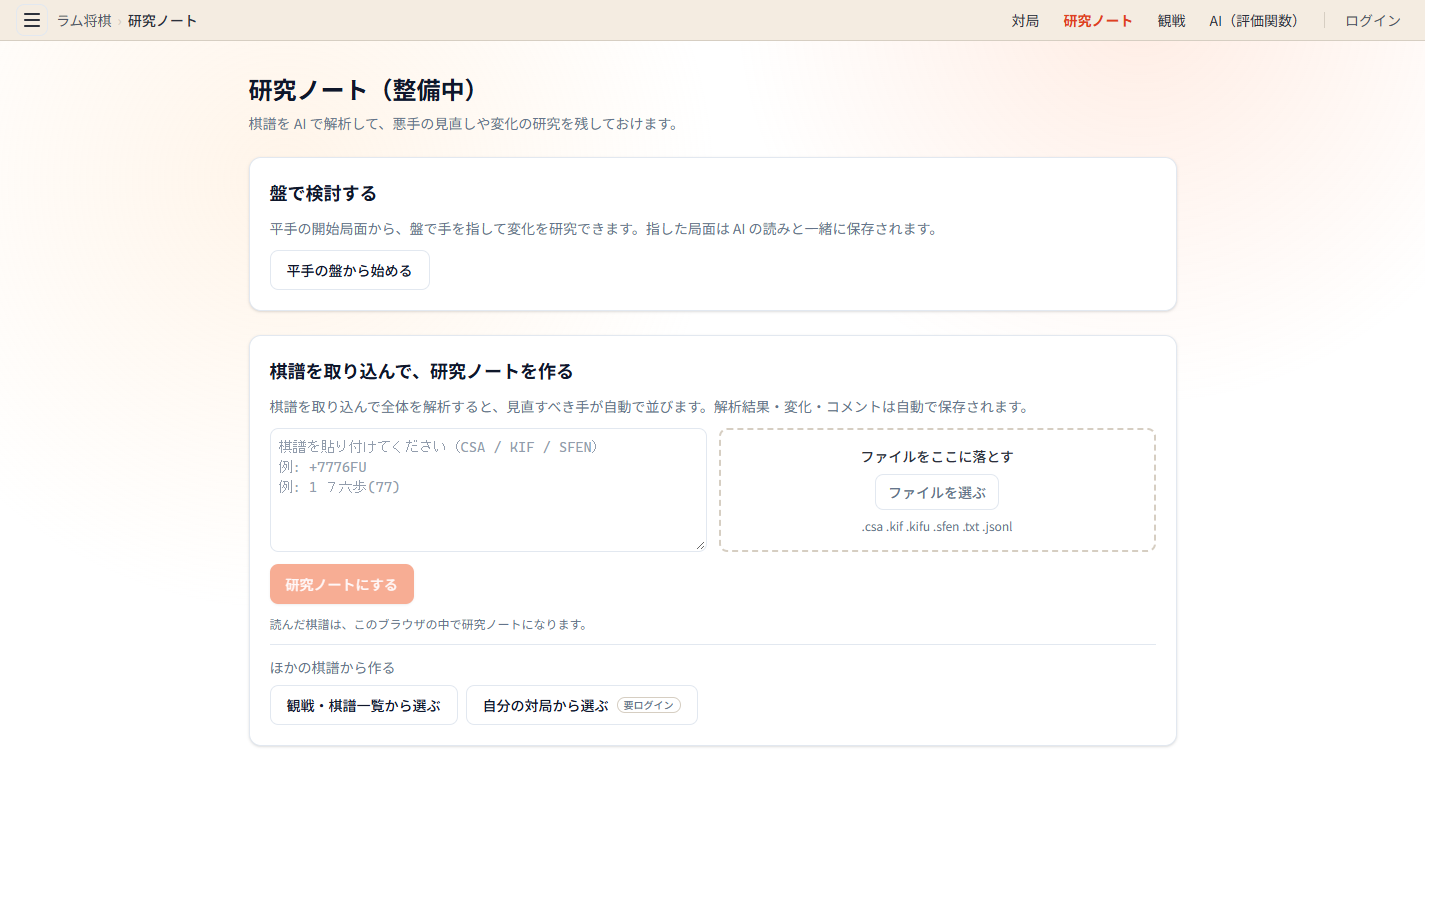 ラム将棋 › 研究ノート
対局 研究ノート 観戦 AI（評価関数） ログイン
研究ノート（整備中）
棋譜を AI で解析して、悪手の見直しや変化の研究を残しておけます。
盤で検討する
平手の開始局面から、盤で手を指して変化を研究できます。指した局面は AI の読みと一緒に保存されます。
平手の盤から始める
棋譜を取り込んで、研究ノートを作る
棋譜を取り込んで全体を解析すると、見直すべき手が自動で並びます。解析結果・変化・コメントは自動で保存されます。
棋譜を貼り付けてください（CSA / KIF / SFEN）
例: +7776FU
例: 1 ７六歩(77)
ファイルをここに落とす
ファイルを選ぶ
.csa .kif .kifu .sfen .txt .jsonl
研究ノートにする
読んだ棋譜は、このブラウザの中で研究ノートになります。
ほかの棋譜から作る
観戦・棋譜一覧から選ぶ
自分の対局から選ぶ 要ログイン